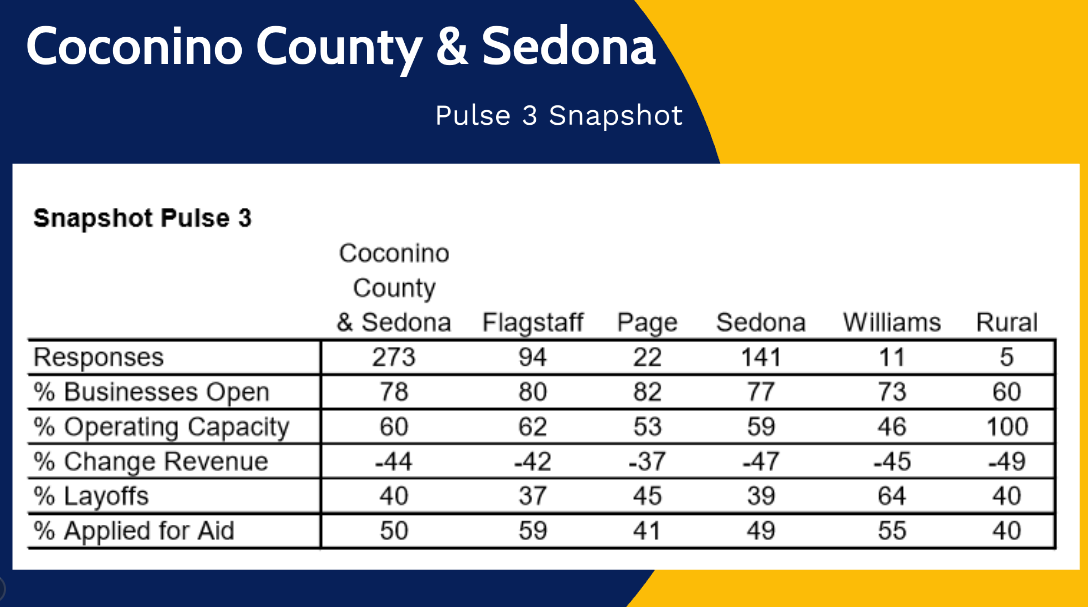 Coconino County & Sedona
Pulse 3 Snapshot
Snapshot Pulse 3
Coconino
County
& Sedona Flagstaff Page Sedona Williams Rural
Responses 273 94 22 141 11 5
% Businesses Open 78 80 82 77 73 60
% Operating Capacity 60 62 53 59 46 100
% Change Revenue -44 -42 -37 -47 -45 -49
% Layoffs 40 37 45 39 64 40
% Applied for Aid 50 59 41 49 55 40